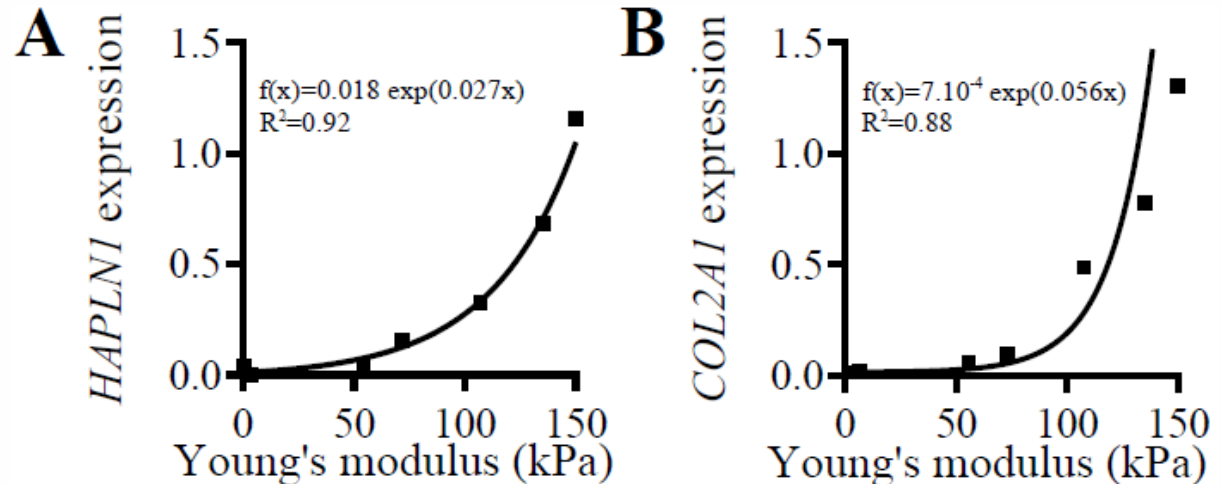 A
HAPLN1 expression
1.5
1.0
0.5
0.0
f(x)=0.018 exp(0.027x)
R²=0.92
0 50 100 150
Young's modulus (kPa)
B
COL2A1 expression
1.5
1.0
0.5
0.0
f(x)=7.10⁻⁴ exp(0.056x)
R²=0.88
0 50 100 150
Young's modulus (kPa)